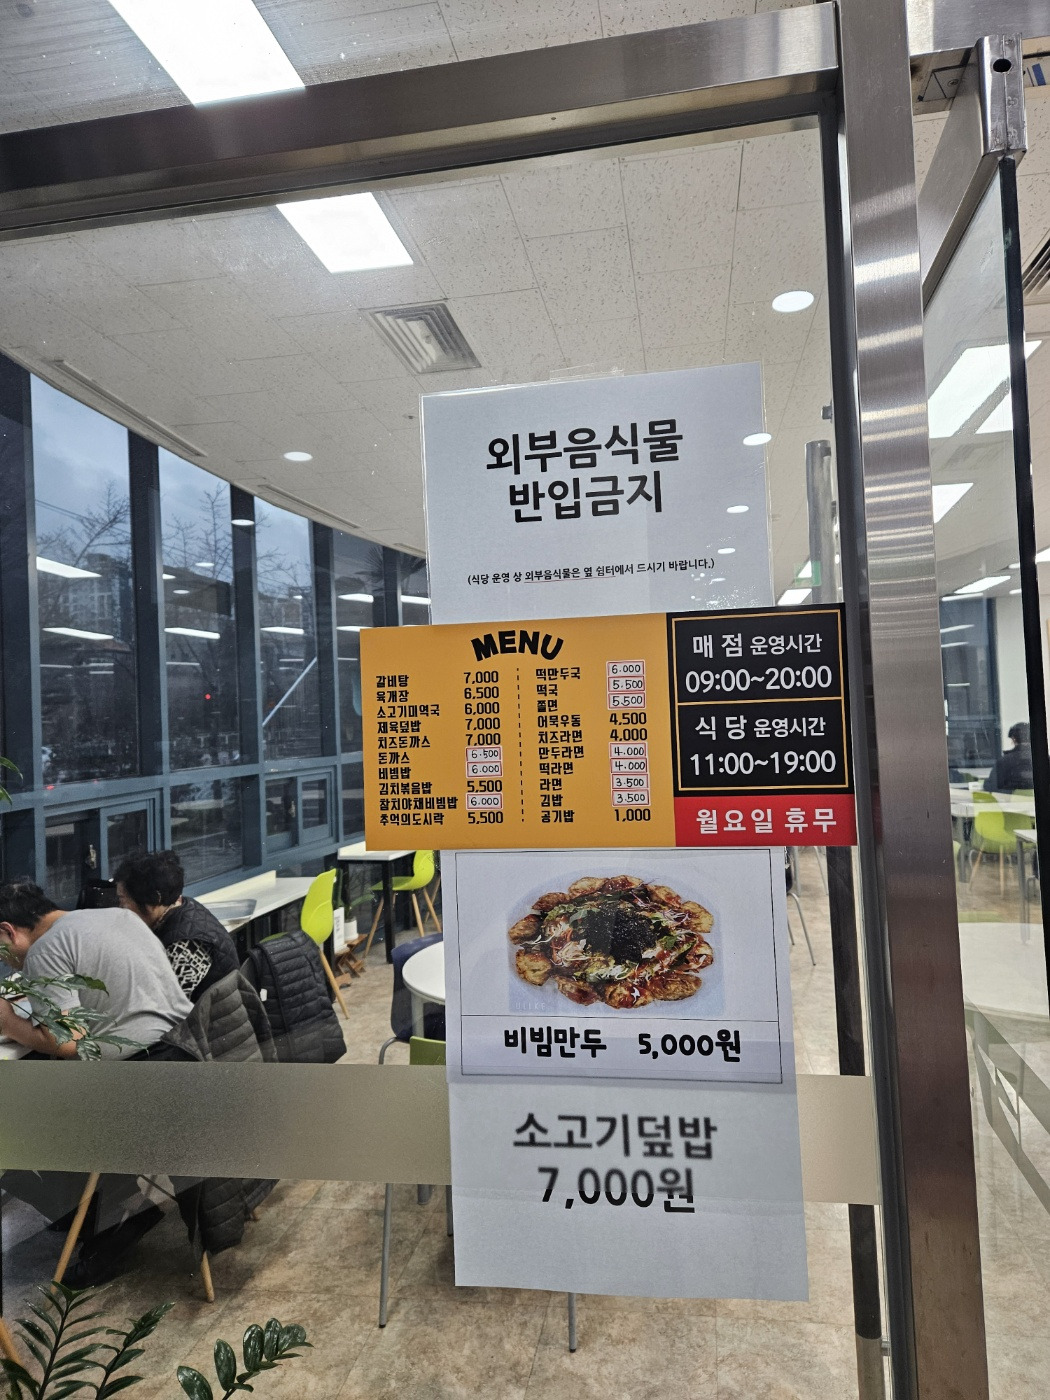 외부음식물
반입금지
(식당 운영 상 외부음식물은 옆 쉼터에서 드시기 바랍니다.)
MENU
갈비탕 7,000
육개장 6,500
소고기미역국 6,000
제육덮밥 7,000
치즈돈까스 7,000
돈까스 6.500
비빔밥 6.000
김치볶음밥 5,500
참치야채비빔밥 6.000
추억의도시락 5,500
떡만두국 6.000
떡국 5.500
쫄면 5.500
어묵우동 4,500
치즈라면 4,000
만두라면 4.000
떡라면 4.000
라면 3.500
김밥 3.500
공기밥 1,000
매 점 운영시간
09:00~20:00
식 당 운영시간
11:00~19:00
월요일 휴무
비빔만두 5,000원
소고기덮밥
7,000원